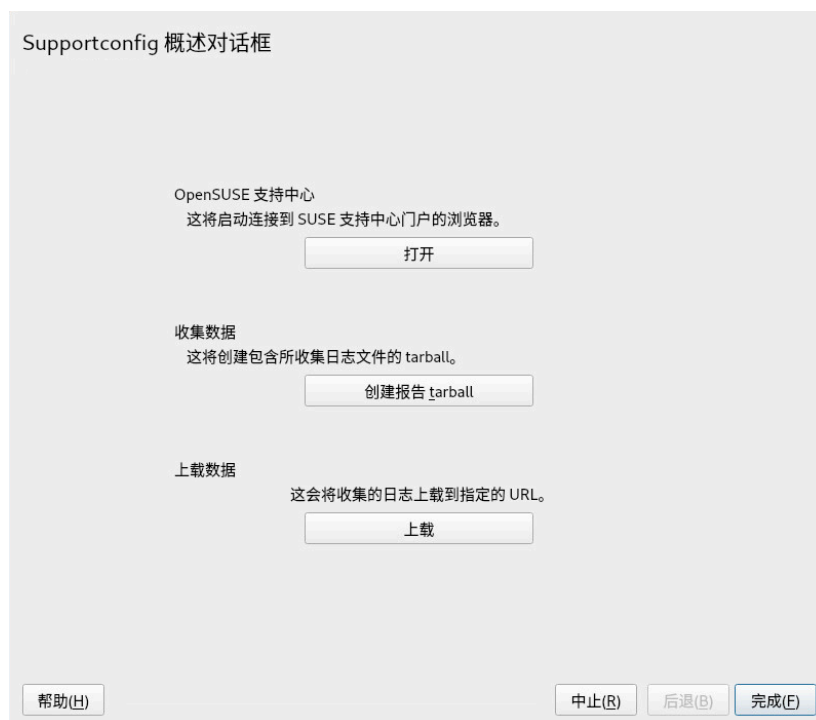 Supportconfig 概述对话框
OpenSUSE 支持中心
这将启动连接到 SUSE 支持中心门户的浏览器。
打开
收集数据
这将创建包含所收集日志文件的 tarball。
创建报告 tarball
上载数据
这会将收集的日志上载到指定的 URL。
上载
帮助(H)
中止(R)
后退(B)
完成(F)